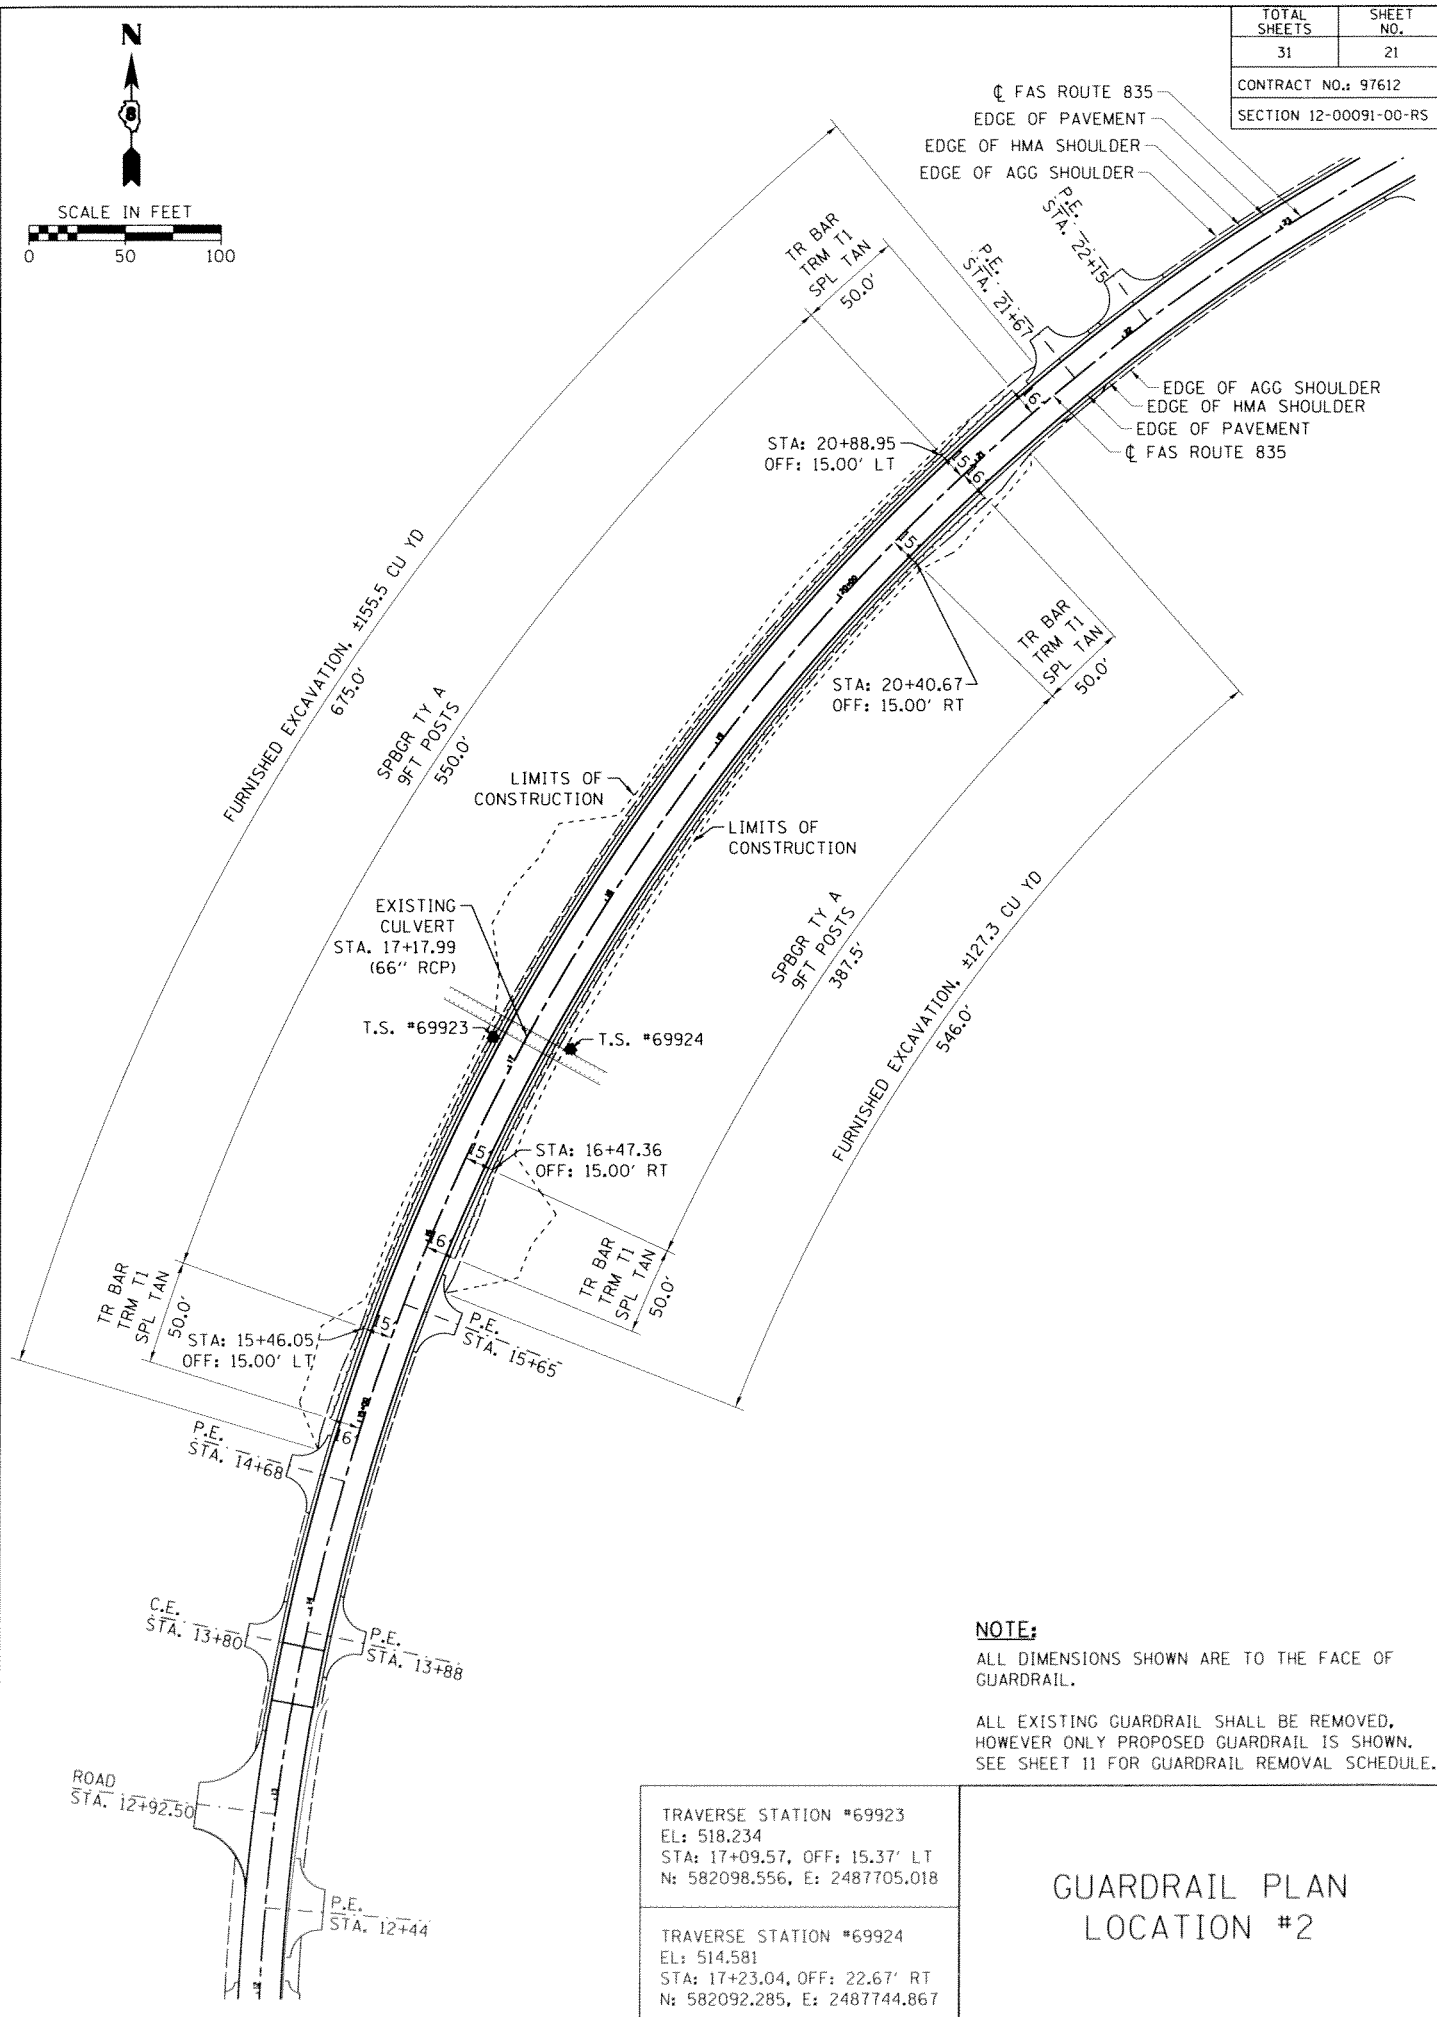 TOTAL SHEETS
SHEET NO.
31
21
CONTRACT NO.: 97612
SECTION 12-00091-00-RS
N
SCALE IN FEET
0 50 100
℄ FAS ROUTE 835
EDGE OF PAVEMENT
EDGE OF HMA SHOULDER
EDGE OF AGG SHOULDER
P.E.
STA. 22+15
P.E.
STA. 21+67
TR BAR
TRM T1
SPL TAN
50.0'
EDGE OF AGG SHOULDER
EDGE OF HMA SHOULDER
EDGE OF PAVEMENT
℄ FAS ROUTE 835
16'
STA: 20+88.95
OFF: 15.00' LT
15'
16'
15'
STA: 20+40.67
OFF: 15.00' RT
TR BAR
TRM T1
SPL TAN
50.0'
FURNISHED EXCAVATION, ±155.5 CU YD
675.0'
SPBGR TY A
9FT POSTS
550.0'
LIMITS OF
CONSTRUCTION
LIMITS OF
CONSTRUCTION
EXISTING
CULVERT
STA. 17+17.99
(66" RCP)
SPBGR TY A
9FT POSTS
387.5'
FURNISHED EXCAVATION, ±127.3 CU YD
546.0'
T.S. #69923
T.S. #69924
15'
STA: 16+47.36
OFF: 15.00' RT
16'
TR BAR
TRM T1
SPL TAN
50.0'
TR BAR
TRM T1
SPL TAN
50.0'
STA: 15+46.05
OFF: 15.00' LT
15'
P.E.
STA. 15+65
16'
P.E.
STA. 14+68
C.E.
STA. 13+80
P.E.
STA. 13+88
ROAD
STA. 12+92.50
P.E.
STA. 12+44
NOTE:
ALL DIMENSIONS SHOWN ARE TO THE FACE OF
GUARDRAIL.
ALL EXISTING GUARDRAIL SHALL BE REMOVED,
HOWEVER ONLY PROPOSED GUARDRAIL IS SHOWN.
SEE SHEET 11 FOR GUARDRAIL REMOVAL SCHEDULE.
TRAVERSE STATION #69923
EL: 518.234
STA: 17+09.57, OFF: 15.37' LT
N: 582098.556, E: 2487705.018
TRAVERSE STATION #69924
EL: 514.581
STA: 17+23.04, OFF: 22.67' RT
N: 582092.285, E: 2487744.867
GUARDRAIL PLAN
LOCATION #2